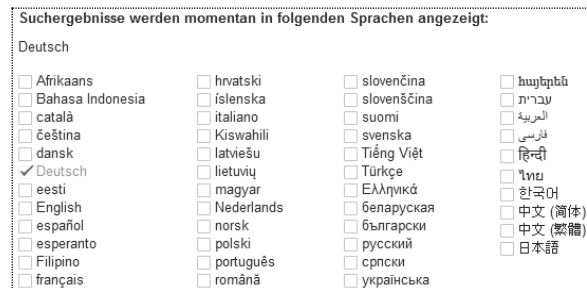 Suchergebnisse werden momentan in folgenden Sprachen angezeigt:
Deutsch
Afrikaans
Bahasa Indonesia
català
čeština
dansk
Deutsch
eesti
English
español
esperanto
Filipino
français
hrvatski
íslenska
italiano
Kiswahili
latviešu
lietuvių
magyar
Nederlands
norsk
polski
português
română
slovenčina
slovenščina
suomi
svenska
Tiếng Việt
Türkçe
Ελληνικά
беларуская
български
русский
српски
українська
հայերեն
עברית
العربية
فارسی
हिन्दी
ไทย
한국어
中文 (简体)
中文 (繁體)
日本語